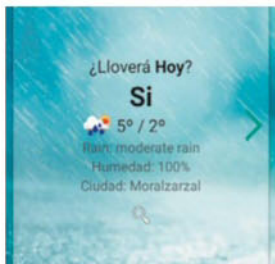 ¿Lloverá Hoy?
Si
5º / 2º
Rain: moderate rain
Humedad: 100%
Ciudad: Moralzarzal